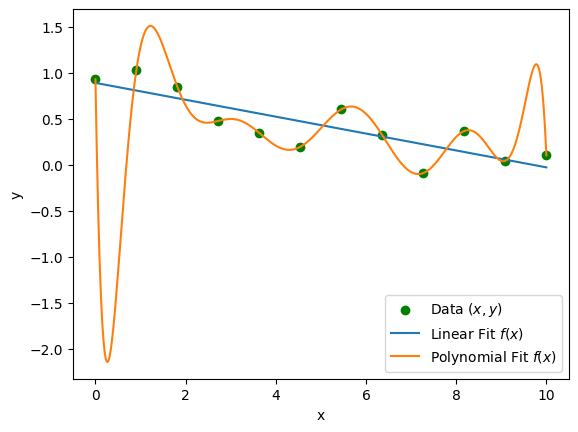 1.5
1.0
0.5
0.0
−0.5
−1.0
−1.5
−2.0
y
0 2 4 6 8 10
x
Data (x, y)
Linear Fit f(x)
Polynomial Fit f(x)